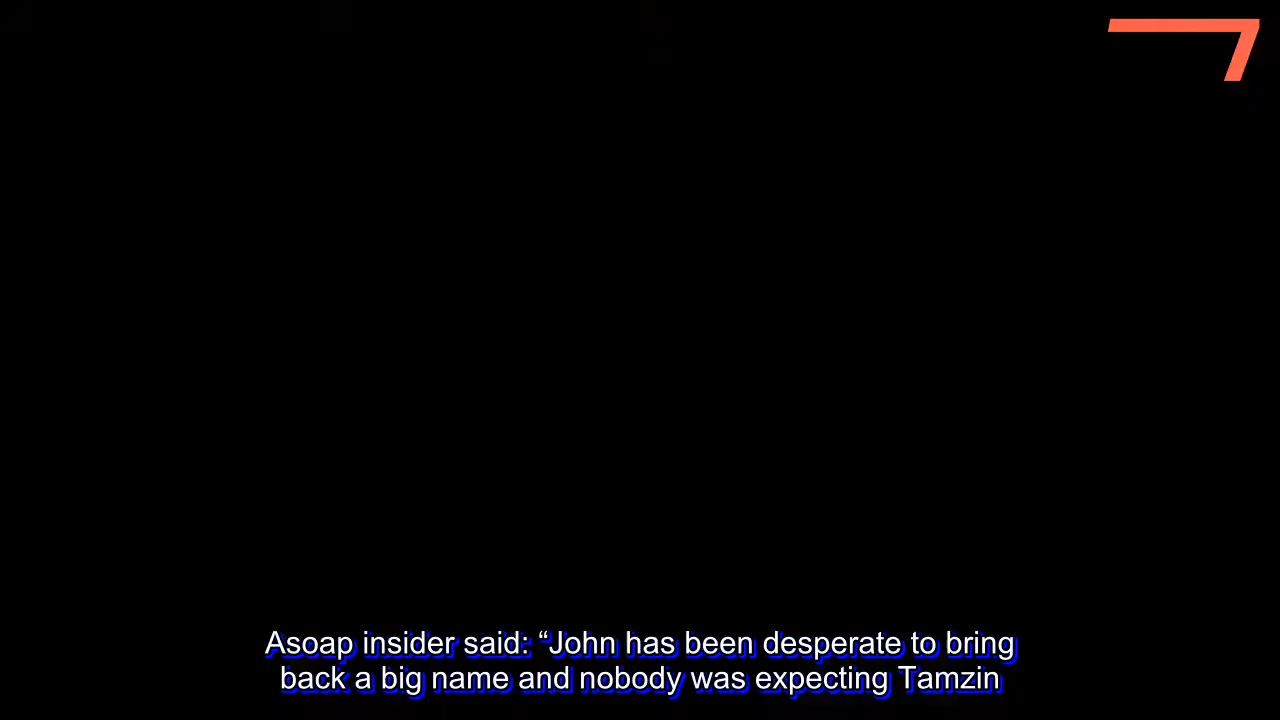 Asoap insider said: “John has been desperate to bring
back a big name and nobody was expecting Tamzin